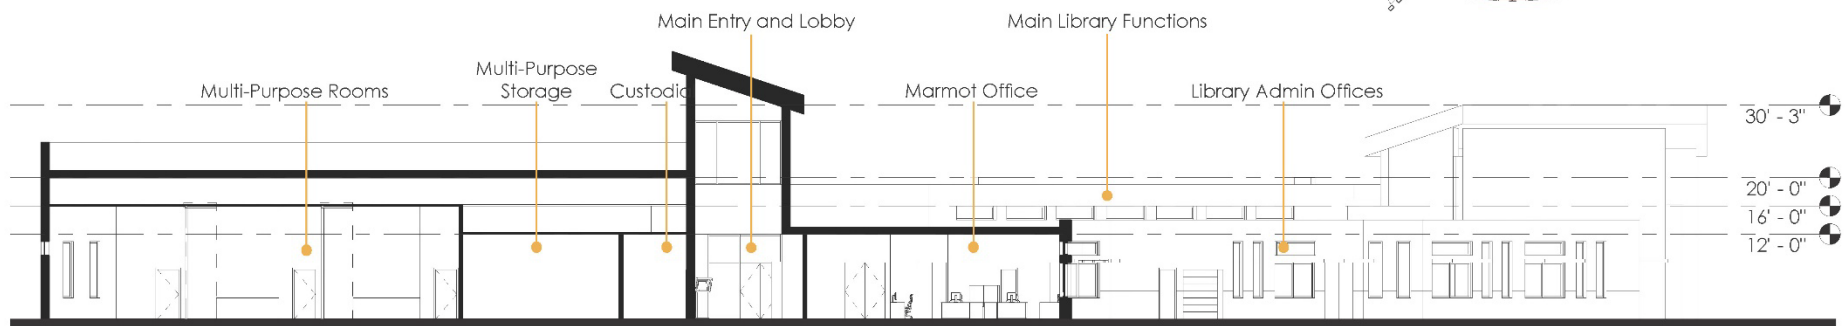 Main Entry and Lobby
Main Library Functions
Multi-Purpose
Storage
Multi-Purpose Rooms
Custodia
Marmot Office
Library Admin Offices
30' - 3"
20' - 0"
16' - 0"
12' - 0"